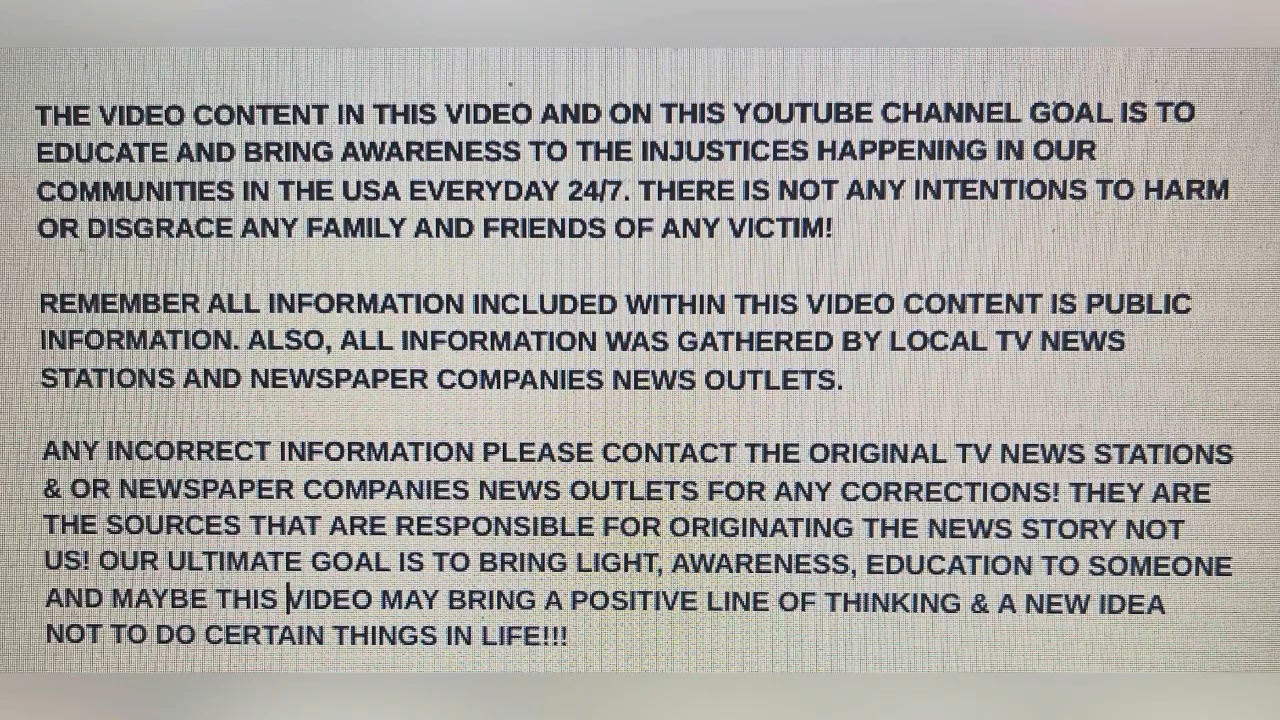 THE VIDEO CONTENT IN THIS VIDEO AND ON THIS YOUTUBE CHANNEL GOAL IS TO
EDUCATE AND BRING AWARENESS TO THE INJUSTICES HAPPENING IN OUR
COMMUNITIES IN THE USA EVERYDAY 24/7. THERE IS NOT ANY INTENTIONS TO HARM
OR DISGRACE ANY FAMILY AND FRIENDS OF ANY VICTIM!
REMEMBER ALL INFORMATION INCLUDED WITHIN THIS VIDEO CONTENT IS PUBLIC
INFORMATION. ALSO, ALL INFORMATION WAS GATHERED BY LOCAL TV NEWS
STATIONS AND NEWSPAPER COMPANIES NEWS OUTLETS.
ANY INCORRECT INFORMATION PLEASE CONTACT THE ORIGINAL TV NEWS STATIONS
& OR NEWSPAPER COMPANIES NEWS OUTLETS FOR ANY CORRECTIONS! THEY ARE
THE SOURCES THAT ARE RESPONSIBLE FOR ORIGINATING THE NEWS STORY NOT
US! OUR ULTIMATE GOAL IS TO BRING LIGHT, AWARENESS, EDUCATION TO SOMEONE
AND MAYBE THIS VIDEO MAY BRING A POSITIVE LINE OF THINKING & A NEW IDEA
NOT TO DO CERTAIN THINGS IN LIFE!!!